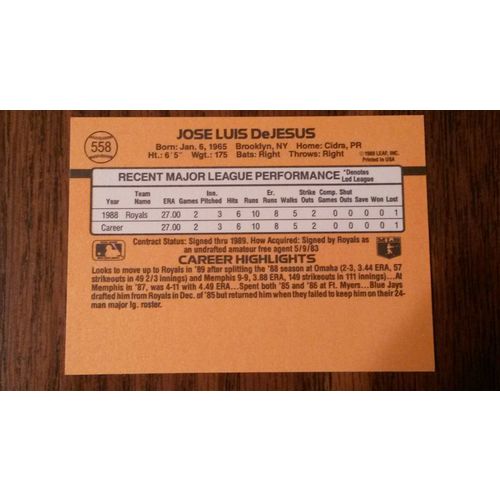 558
JOSE LUIS DeJESUS
Born: Jan. 6, 1965 Brooklyn, NY Home: Cidra, PR
Ht.: 6'5" Wgt.: 175 Bats: Right Throws: Right
©1989 LEAF, INC.
Printed in USA
RECENT MAJOR LEAGUE PERFORMANCE *Denotes Led League
Year Team Name ERA Games Inn. Pitched Hits Runs Er. Runs Walks Strike Outs Comp. Games Shut Outs Save Won Lost
1988 Royals 27.00 2 3 6 10 8 5 2 0 0 0 0 1
Career 27.00 2 3 6 10 8 5 2 0 0 0 0 1
Contract Status: Signed thru 1989. How Acquired: Signed by Royals as
an undrafted amateur free agent 5/9/83
CAREER HIGHLIGHTS
Looks to move up to Royals in '89 after splitting the '88 season at Omaha (2-3, 3.44 ERA, 57
strikeouts in 49 2/3 innings) and Memphis (9-9, 3.88 ERA, 149 strikeouts in 111 innings)...At
Memphis in '87, was 4-11 with 4.49 ERA...Spent both '85 and '86 at Ft. Myers...Blue Jays
drafted him from Royals in Dec. of '85 but returned him when they failed to keep him on their 24-
man major lg. roster.